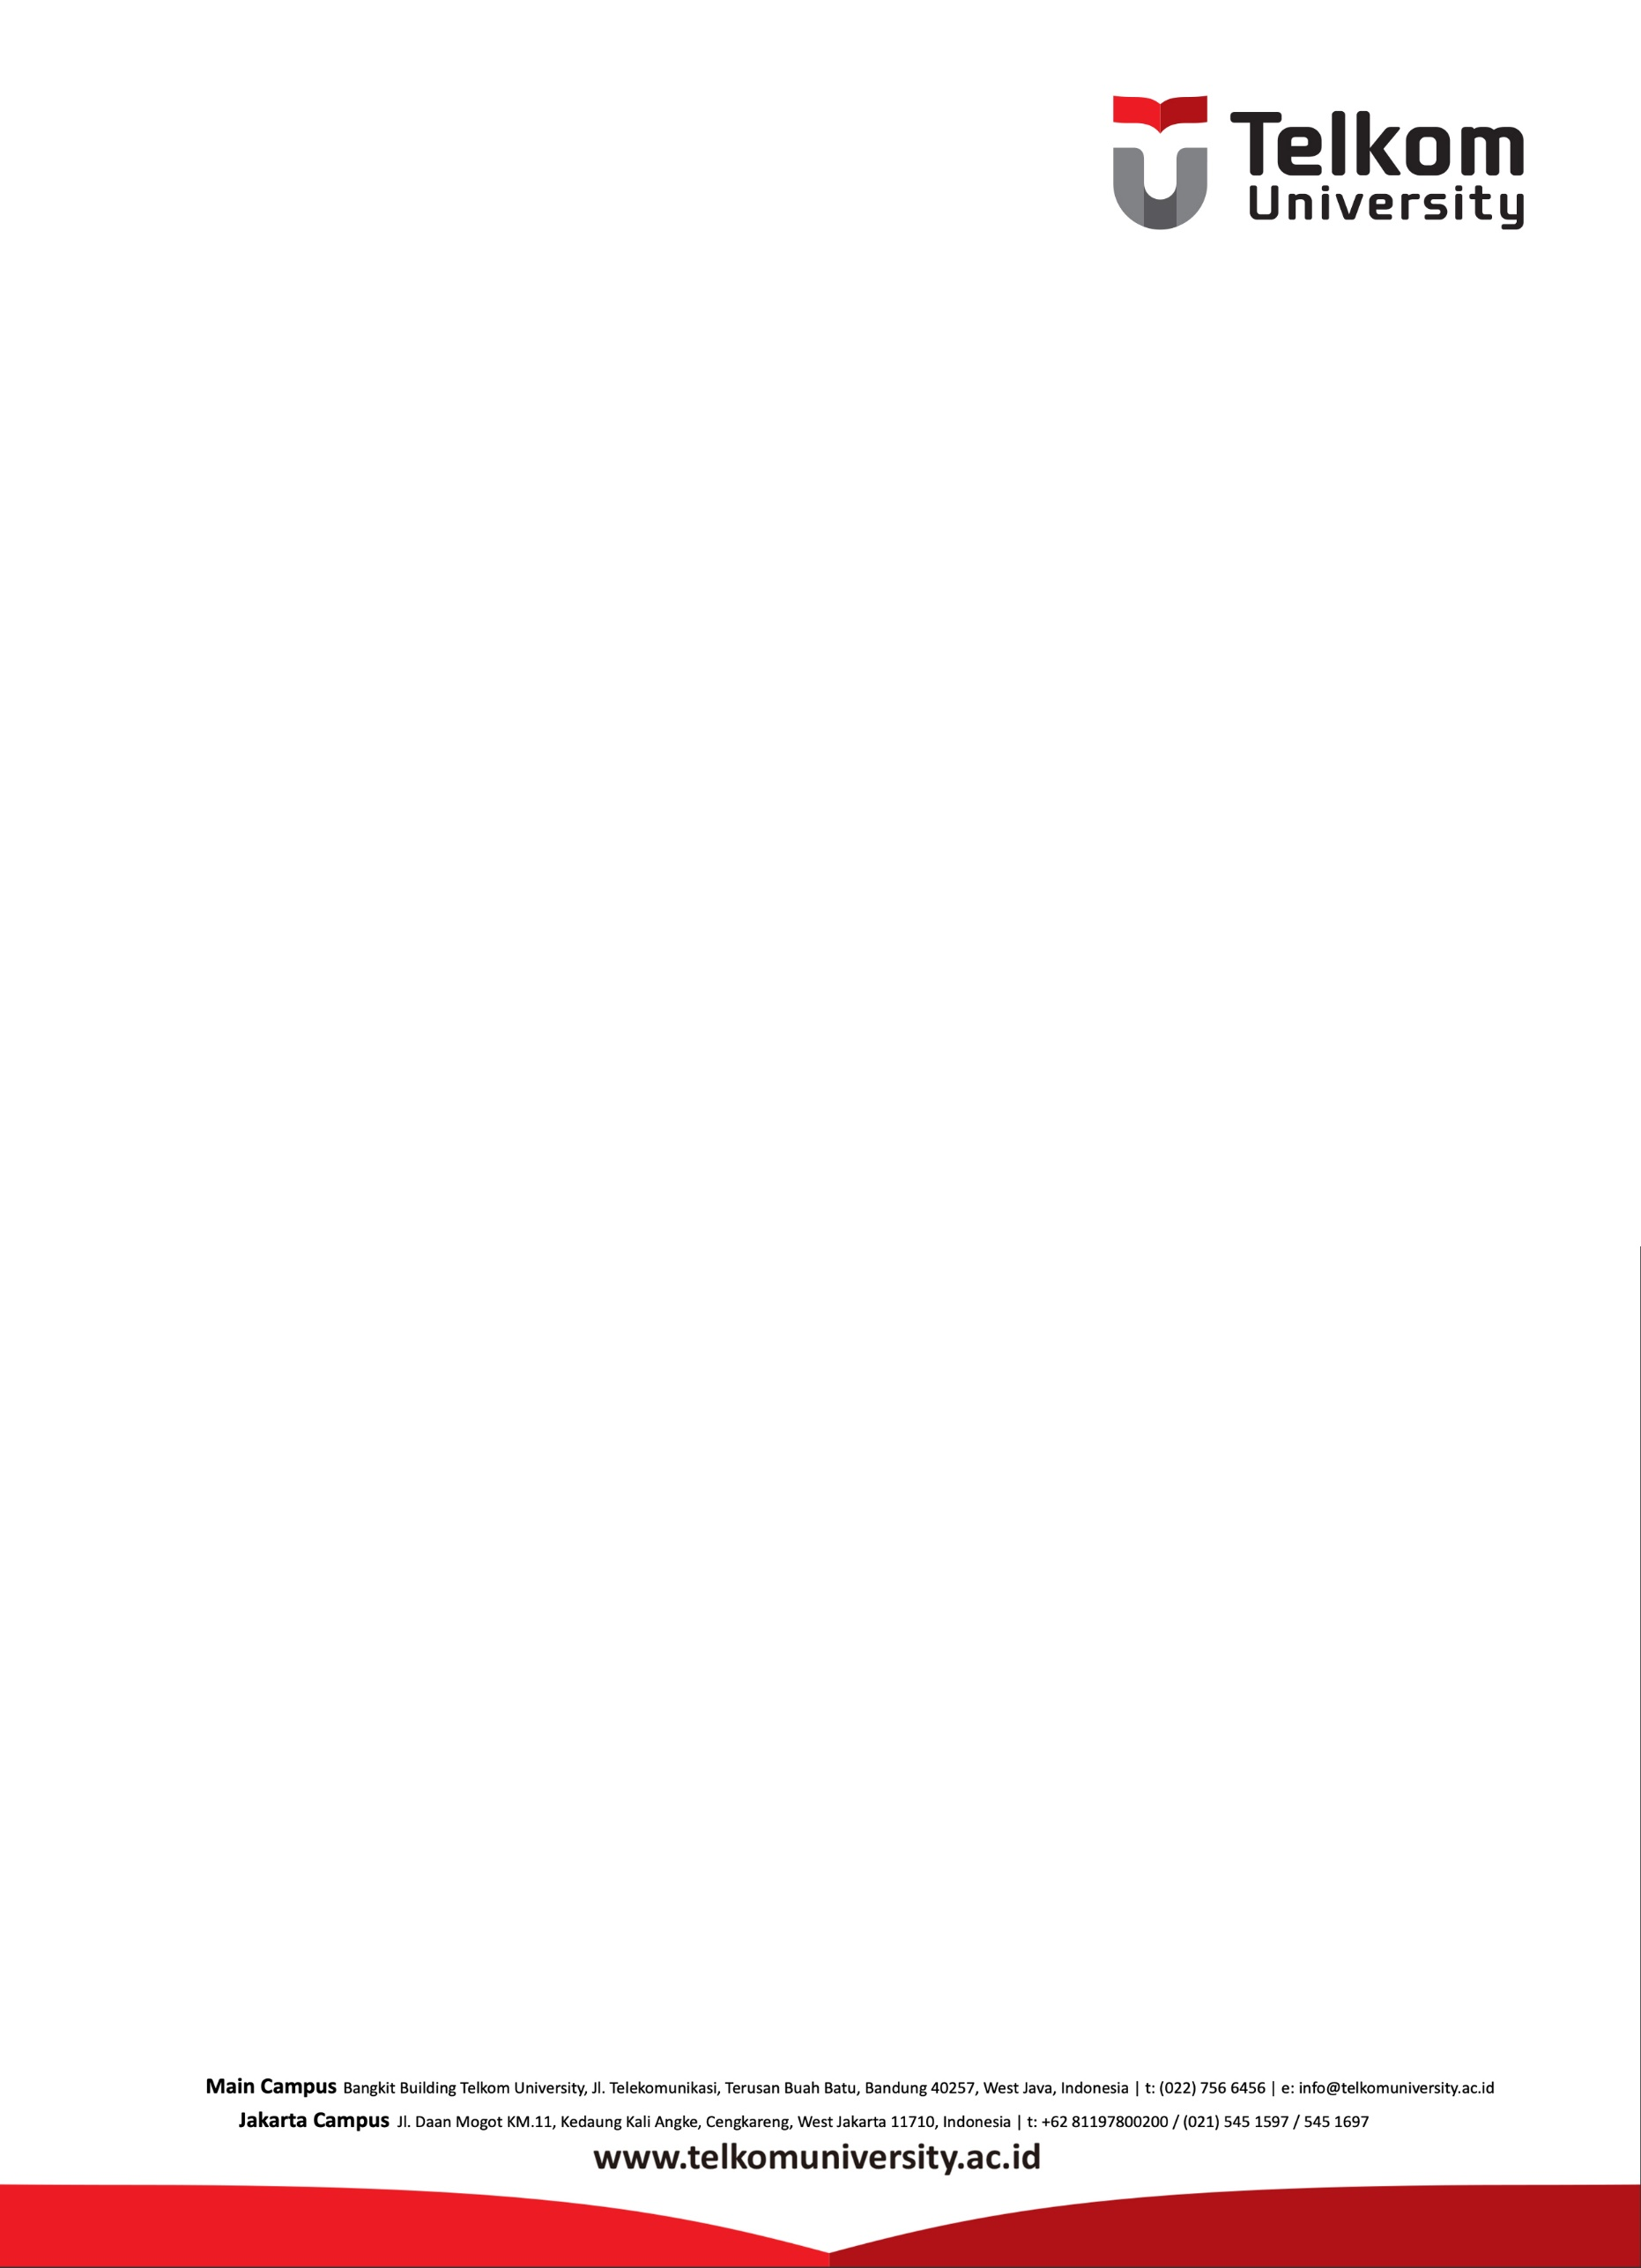 Telkom
University
Main Campus Bangkit Building Telkom University, Jl. Telekomunikasi, Terusan Buah Batu, Bandung 40257, West Java, Indonesia | t: (022) 756 6456 | e: info@telkomuniversity.ac.id
Jakarta Campus Jl. Daan Mogot KM.11, Kedaung Kali Angke, Cengkareng, West Jakarta 11710, Indonesia | t: +62 81197800200 / (021) 545 1597 / 545 1697
www.telkomuniversity.ac.id